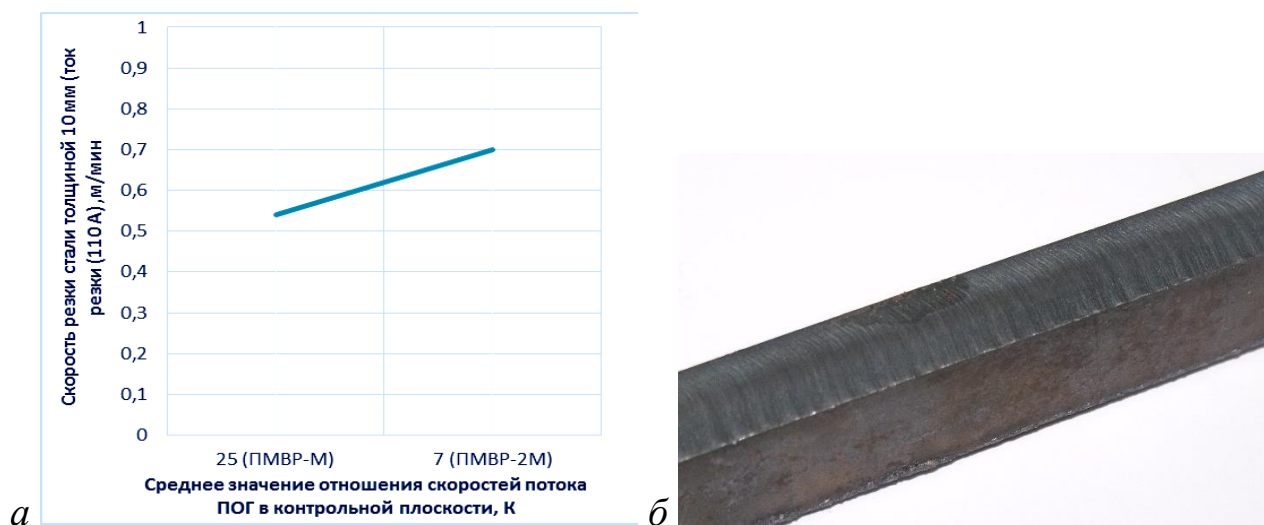 Скорость резки стали толщиной 10 мм (ток
резки (110 А) ,м/мин
1
0,9
0,8
0,7
0,6
0,5
0,4
0,3
0,2
0,1
0
25 (ПМВР-М) 7 (ПМВР-2М)
Среднее значение отношения скоростей потока
ПОГ в контрольной плоскости, К
а
б